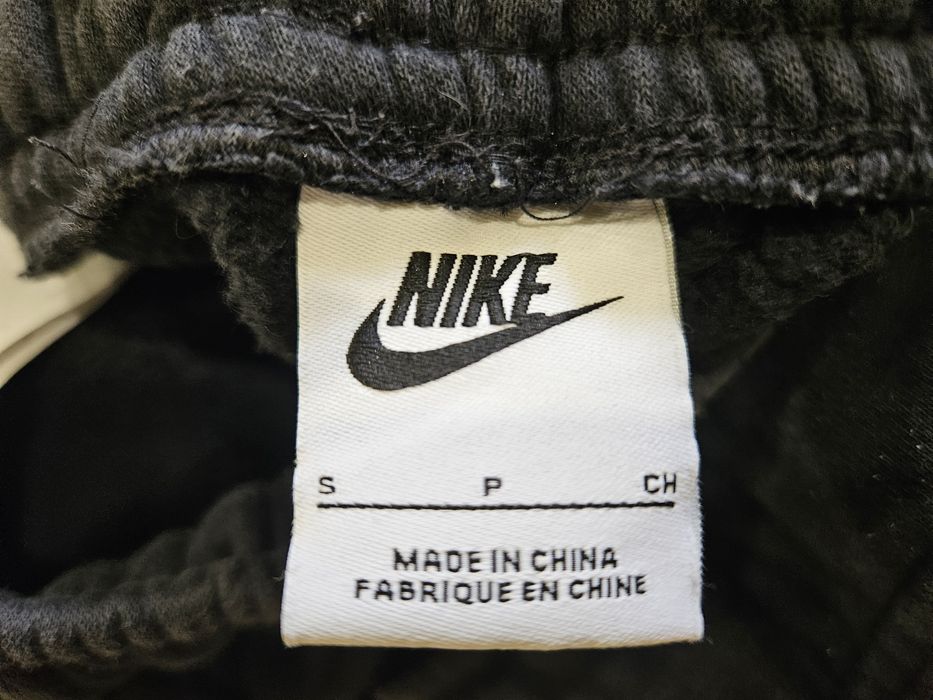 NIKE
S P CH
MADE IN CHINA
FABRIQUE EN CHINE